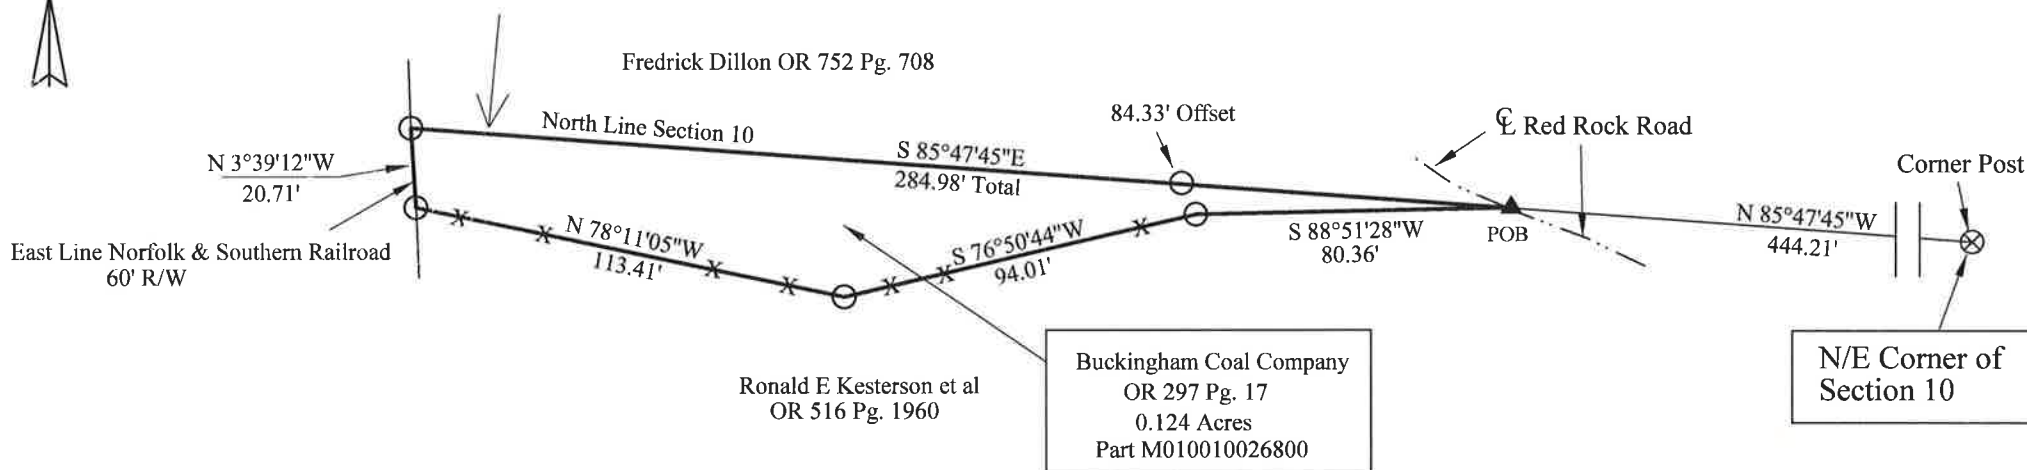 Fredrick Dillon OR 752 Pg. 708
84.33' Offset
North Line Section 10
℄ Red Rock Road
S 85°47'45"E
284.98' Total
N 3°39'12"W
20.71'
Corner Post
N 85°47'45"W
444.21'
East Line Norfolk & Southern Railroad
60' R/W
X X X X X X X
N 78°11'05"W
113.41'
S 76°50'44"W
94.01'
S 88°51'28"W
80.36'
POB
Buckingham Coal Company
OR 297 Pg. 17
0.124 Acres
Part M010010026800
Ronald E Kesterson et al
OR 516 Pg. 1960
N/E Corner of
Section 10